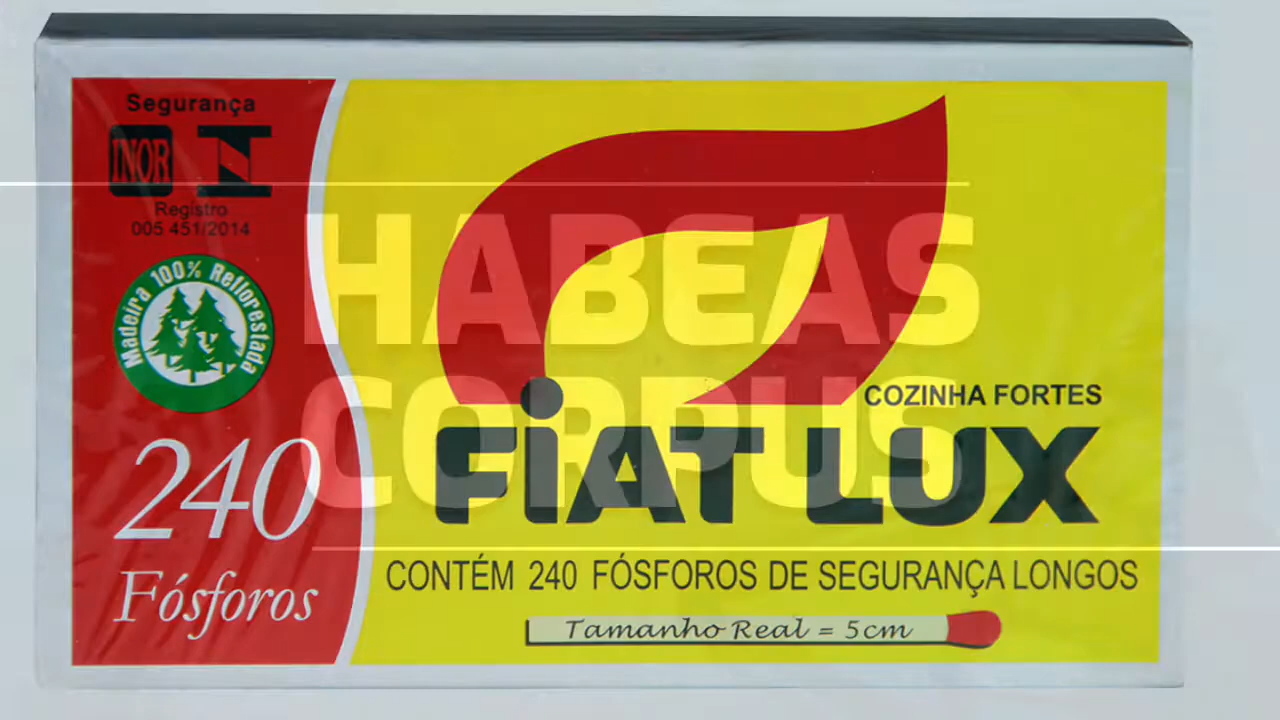 Segurança
INOR
Registro
005 451/2014
Madeira 100% Reflorestada
HABEAS
CORPUS
COZINHA FORTES
FiAT LUX
240
Fósforos
CONTÉM 240 FÓSFOROS DE SEGURANÇA LONGOS
Tamanho Real = 5cm